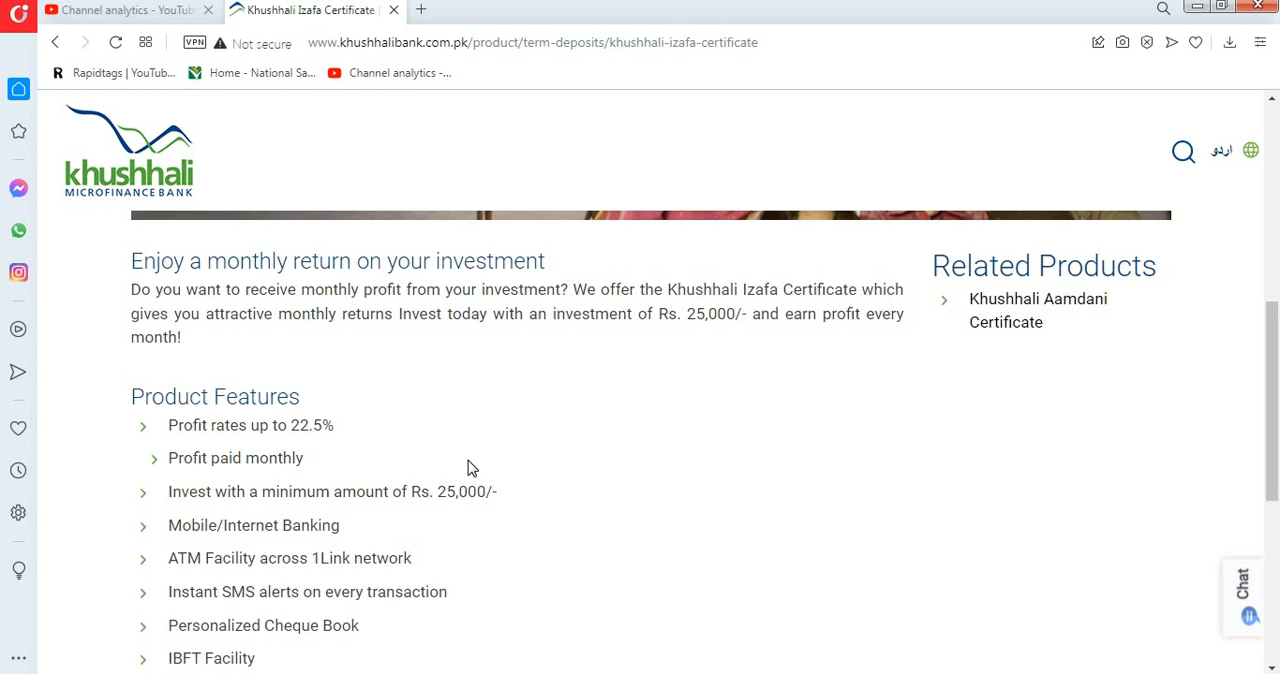 Channel analytics - YouTub
Khushhali Izafa Certificate
VPN
Not secure
www.khushhalibank.com.pk/product/term-deposits/khushhali-izafa-certificate
R Rapidtags | YouTub...
Home - National Sa...
Channel analytics -...
khushhali
MICROFINANCE BANK
اردو
Enjoy a monthly return on your investment
Do you want to receive monthly profit from your investment? We offer the Khushhali Izafa Certificate which
gives you attractive monthly returns Invest today with an investment of Rs. 25,000/- and earn profit every
month!
Related Products
Khushhali Aamdani
Certificate
Product Features
Profit rates up to 22.5%
Profit paid monthly
Invest with a minimum amount of Rs. 25,000/-
Mobile/Internet Banking
ATM Facility across 1Link network
Instant SMS alerts on every transaction
Personalized Cheque Book
IBFT Facility
Chat